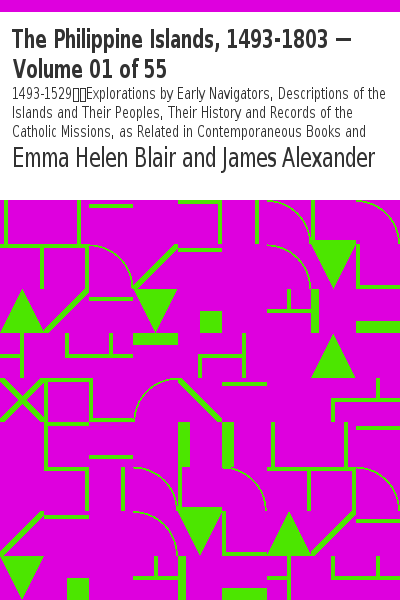 The Philippine Islands, 1493-1803 —
Volume 01 of 55
1493-1529▯▯Explorations by Early Navigators, Descriptions of the
Islands and Their Peoples, Their History and Records of the
Catholic Missions, as Related in Contemporaneous Books and
Emma Helen Blair and James Alexander